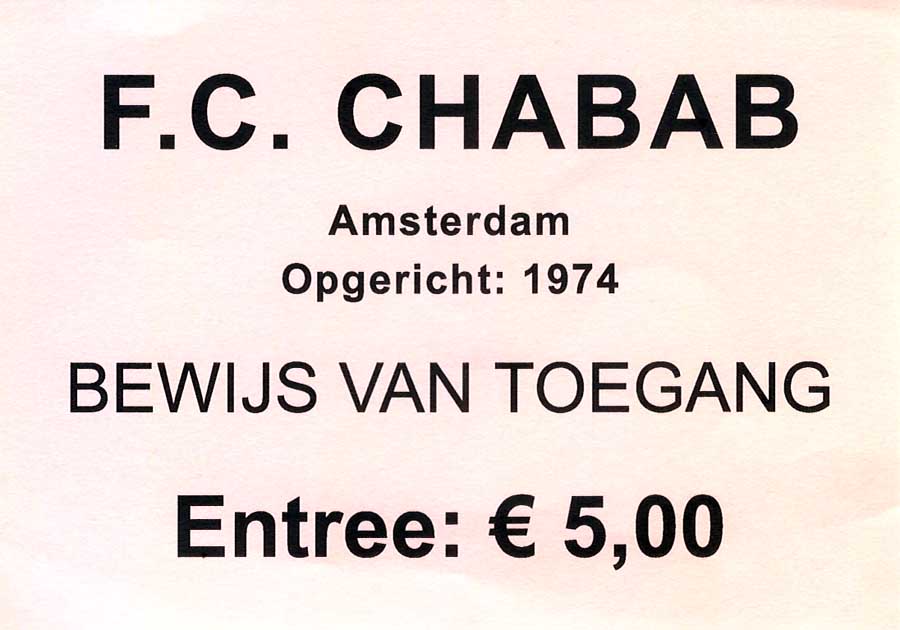 F.C. CHABAB
Amsterdam
Opgericht: 1974
BEWIJS VAN TOEGANG
Entree: € 5,00